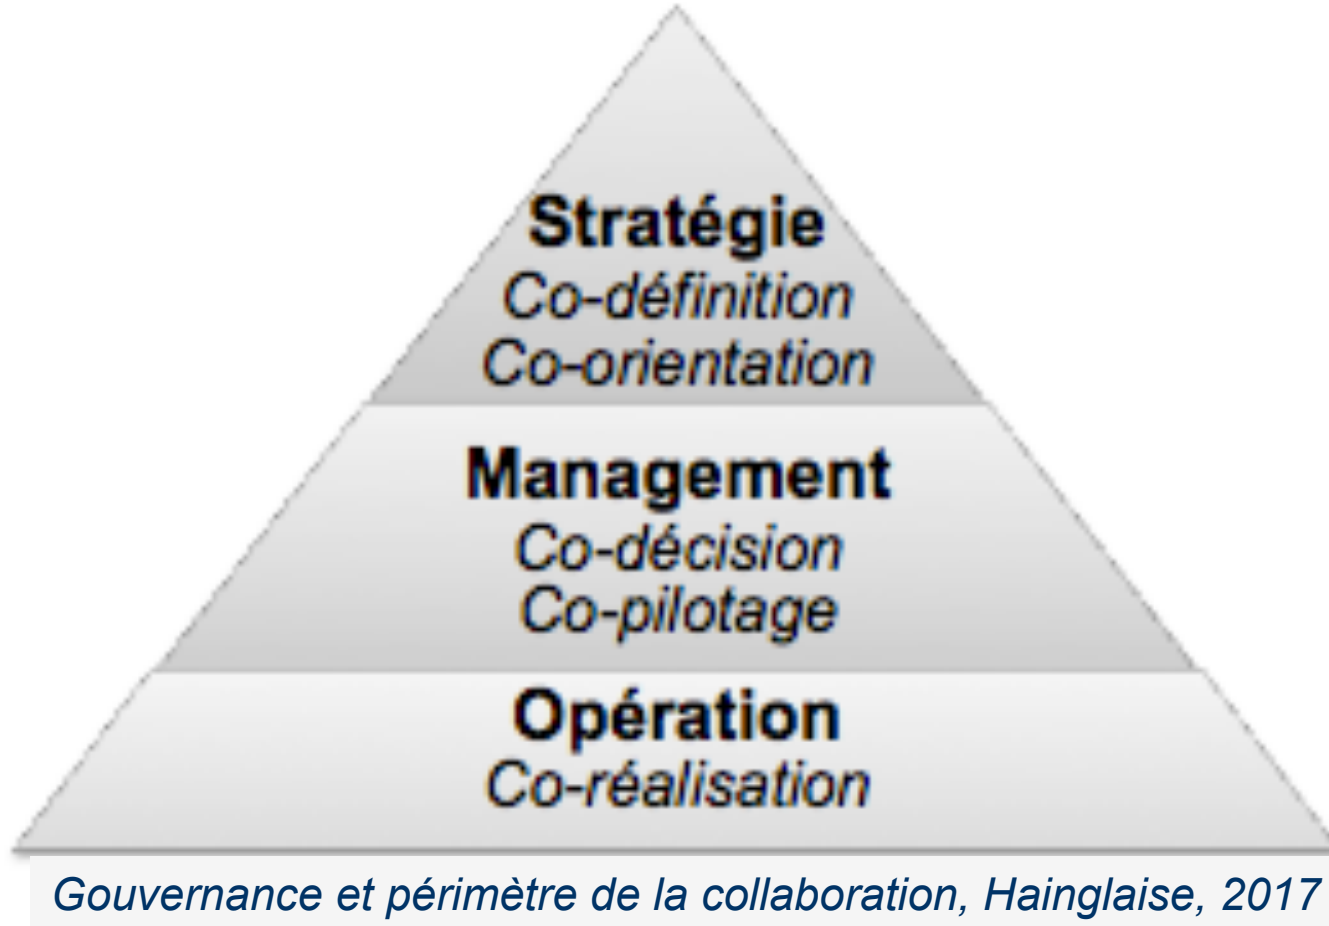 Stratégie
Co-définition
Co-orientation
Management
Co-décision
Co-pilotage
Opération
Co-réalisation
Gouvernance et périmètre de la collaboration, Hainglaise, 2017